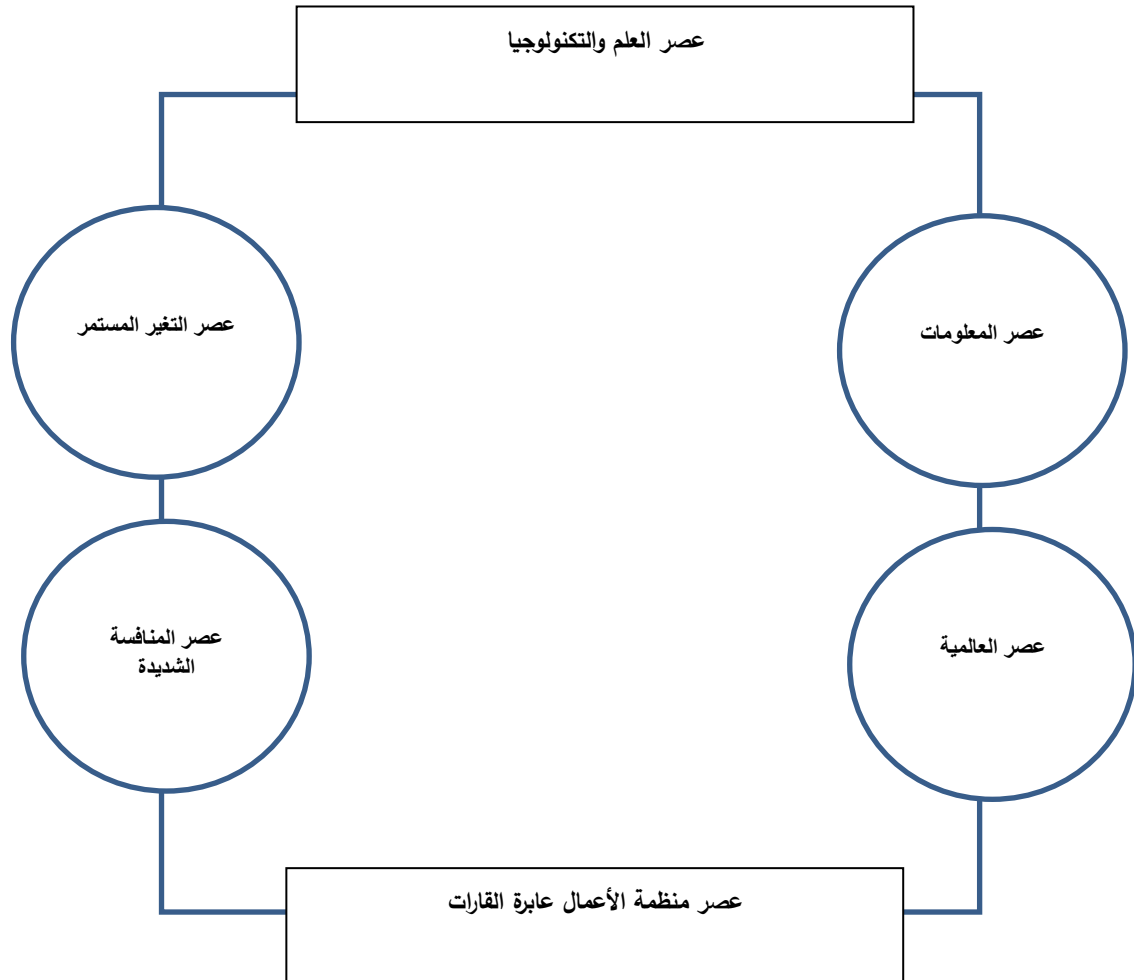 عصر العلم والتكنولوجيا
عصر المعلومات
عصر التغير المستمر
عصر العالمية
عصر المنافسة
الشديدة
عصر منظمة الأعمال عابرة القارات